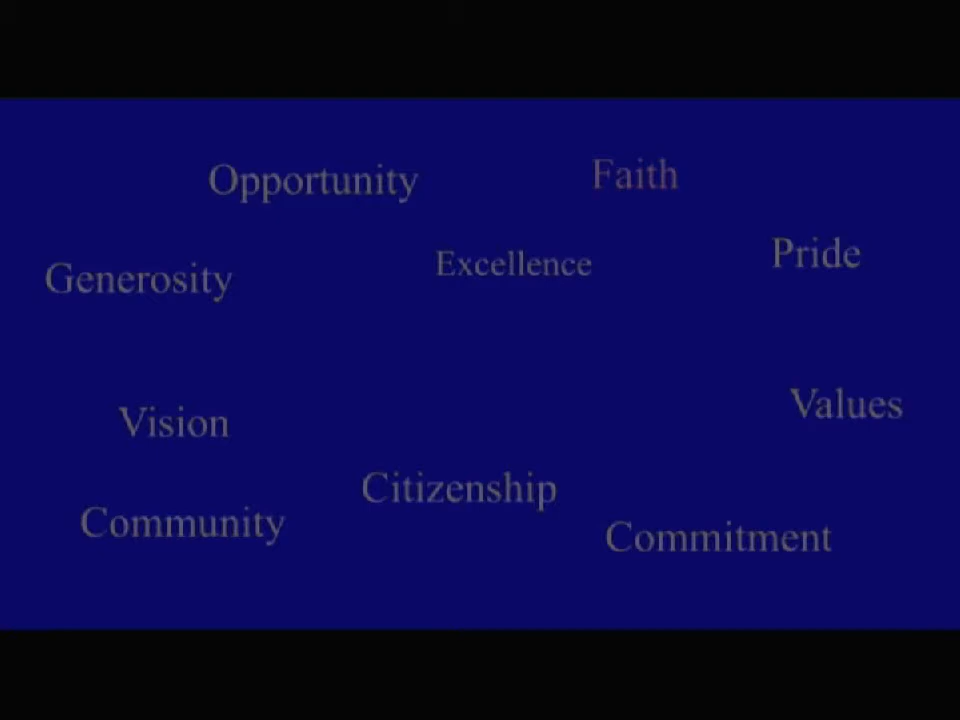 Opportunity
Faith
Generosity
Excellence
Pride
Vision
Values
Citizenship
Community
Commitment